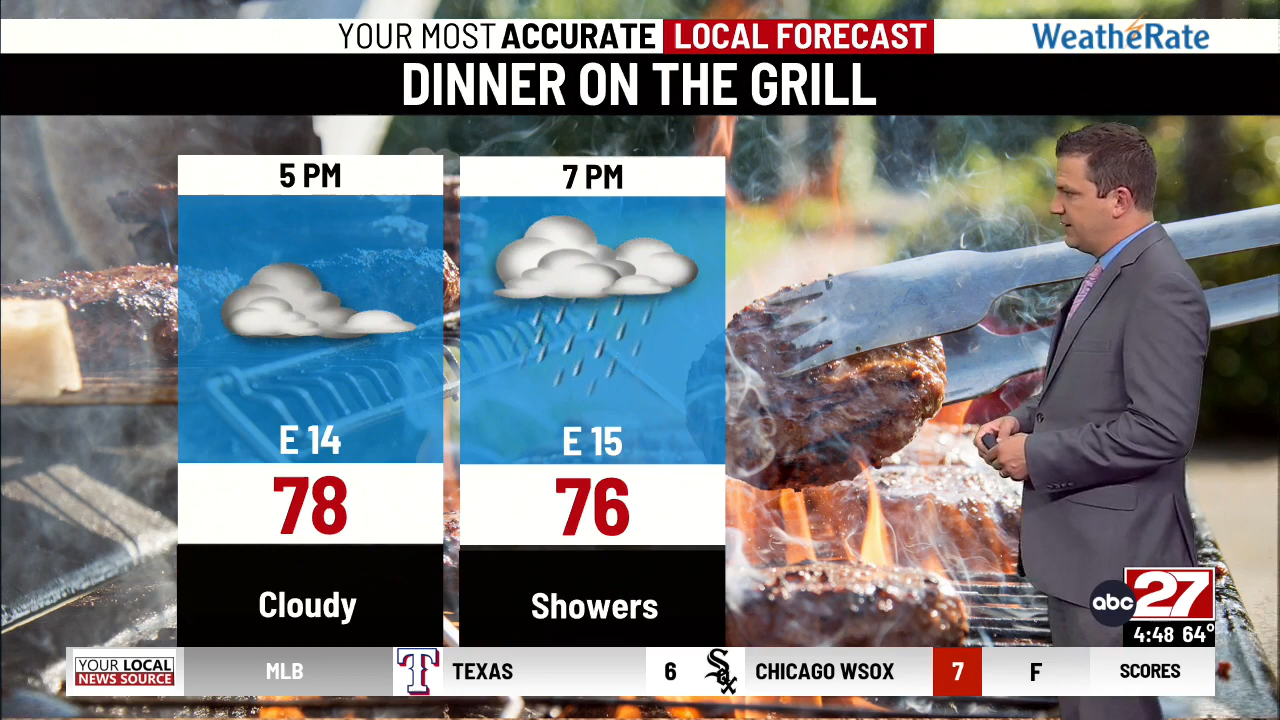 YOUR MOST ACCURATE LOCAL FORECAST
WeatheRate
DINNER ON THE GRILL
5 PM
E 14
78
Cloudy
7 PM
E 15
76
Showers
abc 27
4:48 64°
YOUR LOCAL
NEWS SOURCE
MLB
T
TEXAS 6
Sox
CHICAGO WSOX 7
F
SCORES